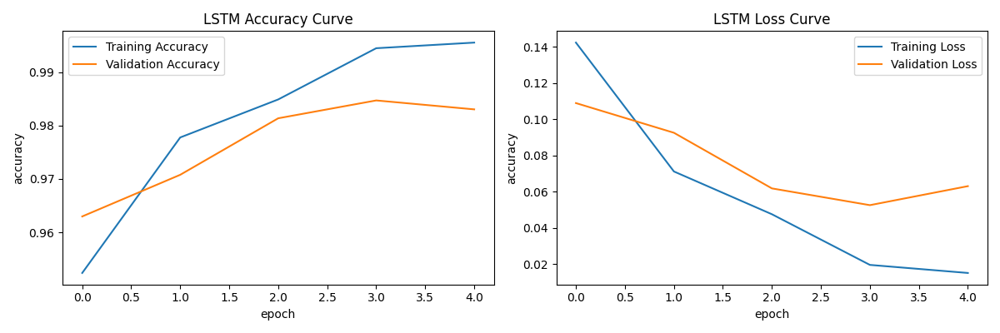 LSTM Accuracy Curve
Training Accuracy
Validation Accuracy
0.99
0.98
0.97
0.96
accuracy
0.0 0.5 1.0 1.5 2.0 2.5 3.0 3.5 4.0
epoch
LSTM Loss Curve
Training Loss
Validation Loss
0.14
0.12
0.10
0.08
0.06
0.04
0.02
accuracy
0.0 0.5 1.0 1.5 2.0 2.5 3.0 3.5 4.0
epoch